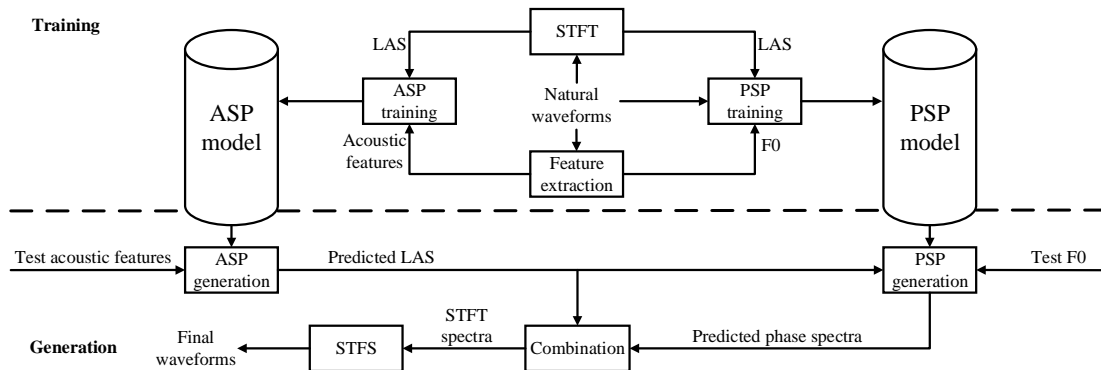 Training
STFT
LAS
LAS
ASP
model
ASP
training
Natural
waveforms
PSP
training
PSP
model
Acoustic
features
Feature
extraction
F0
Test acoustic features
ASP
generation
Predicted LAS
PSP
generation
Test F0
Generation
Final
waveforms
STFS
STFT
spectra
Combination
Predicted phase spectra